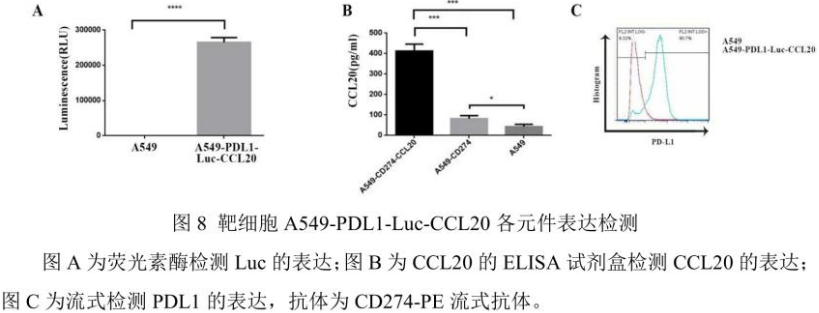 A
B
C
****
***
***
*
Luminescence(RLU)
300000
200000
100000
0
A549
A549-PDL1-
Luc-CCL20
CCL20(pg/ml)
500
400
300
200
100
0
A549-CD274-CCL20
A549-CD274
A549
Histogram
PD-L1
A549
A549-PDL1-Luc-CCL20
图 8 靶细胞 A549-PDL1-Luc-CCL20 各元件表达检测
图 A 为荧光素酶检测 Luc 的表达；图 B 为 CCL20 的 ELISA 试剂盒检测 CCL20 的表达；
图 C 为流式检测 PDL1 的表达，抗体为 CD274-PE 流式抗体。